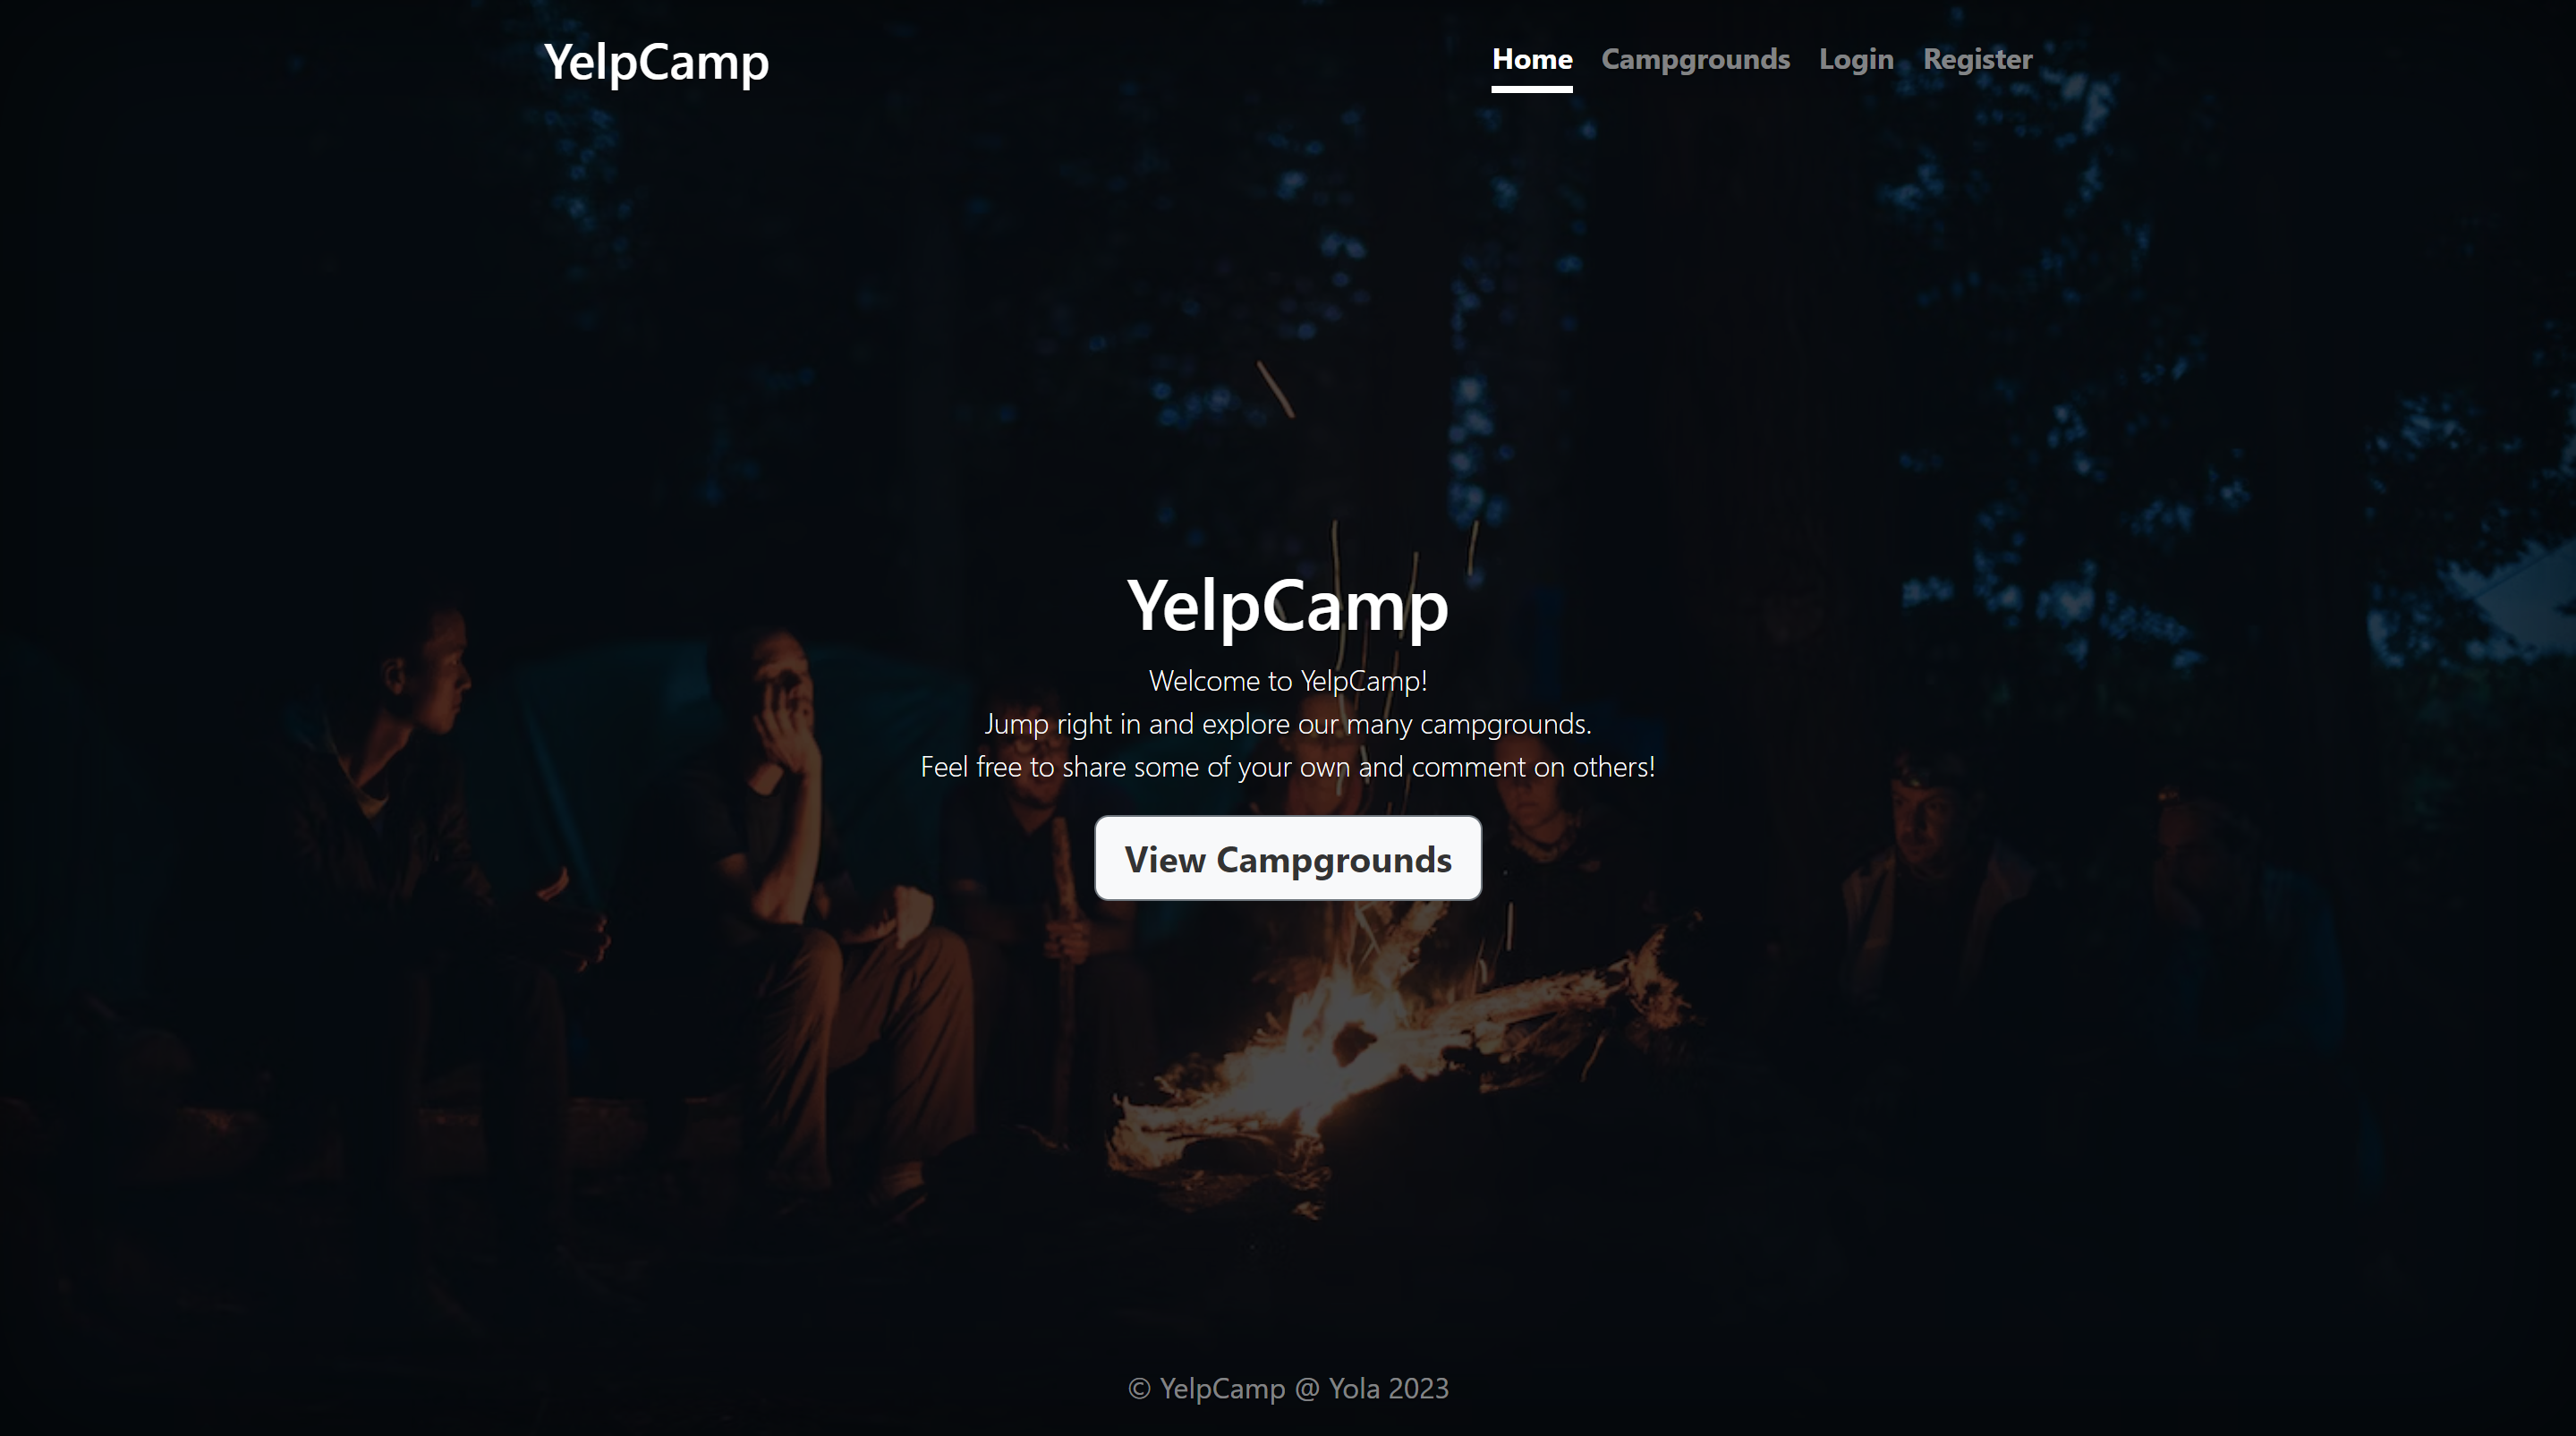 YelpCamp
Home Campgrounds Login Register
YelpCamp
Welcome to YelpCamp!
Jump right in and explore our many campgrounds.
Feel free to share some of your own and comment on others!
View Campgrounds
© YelpCamp @ Yola 2023